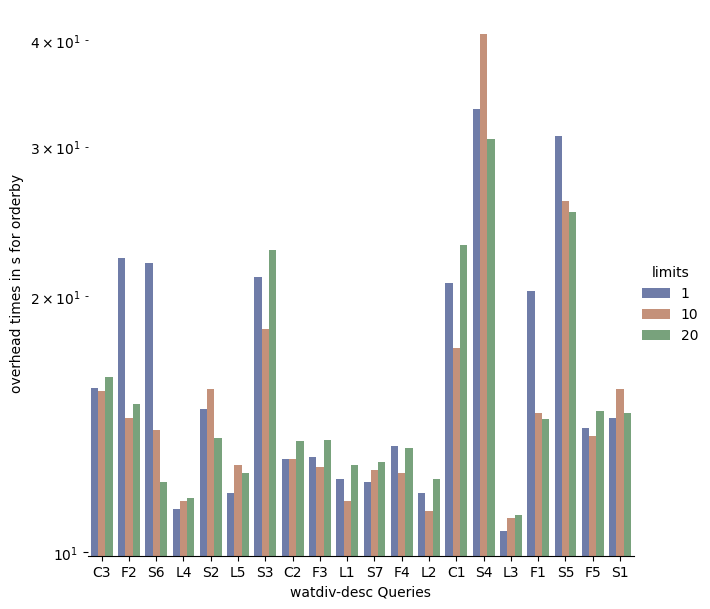 4 × 10¹
3 × 10¹
2 × 10¹
10¹
overhead times in s for orderby
C3 F2 S6 L4 S2 L5 S3 C2 F3 L1 S7 F4 L2 C1 S4 L3 F1 S5 F5 S1
watdiv-desc Queries
limits
1
10
20